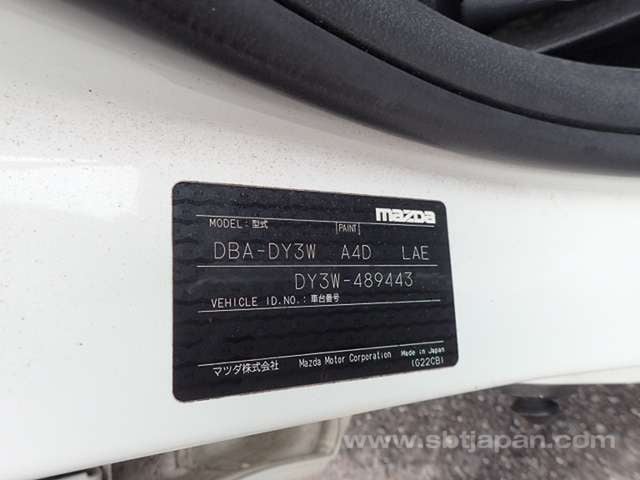 mazda
MODEL:型式 [PAINT]
DBA-DY3W A4D LAE
DY3W-489443
VEHICLE ID.NO.:車台番号
マツダ株式会社 Mazda Motor Corporation Made in Japan
(G22CB)
www.sbtjapan.com